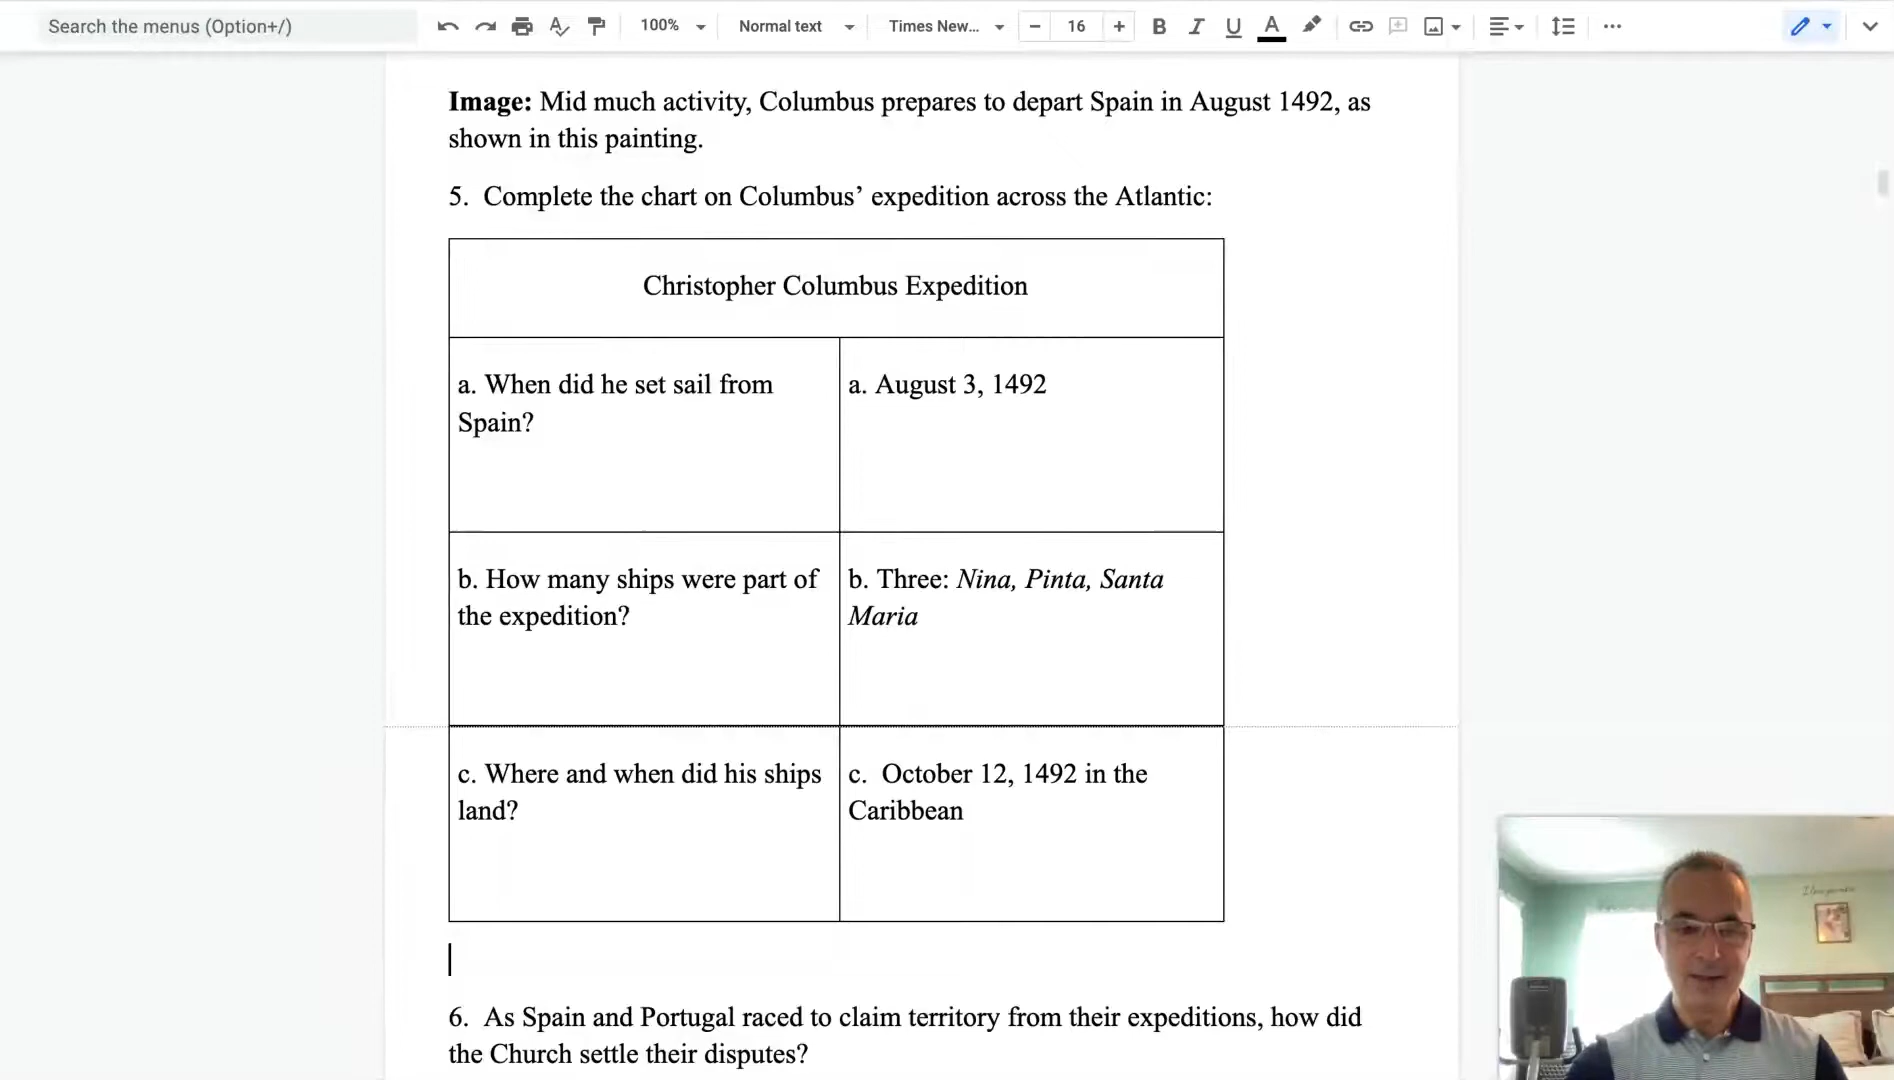 Search the menus (Option+/)
100%
Normal text
Times New...
16
B
I
U
A
Image: Mid much activity, Columbus prepares to depart Spain in August 1492, as
shown in this painting.
5. Complete the chart on Columbus’ expedition across the Atlantic:
Christopher Columbus Expedition
a. When did he set sail from
Spain?
a. August 3, 1492
b. How many ships were part of
the expedition?
b. Three: Nina, Pinta, Santa
Maria
c. Where and when did his ships
land?
c. October 12, 1492 in the
Caribbean
6. As Spain and Portugal raced to claim territory from their expeditions, how did
the Church settle their disputes?